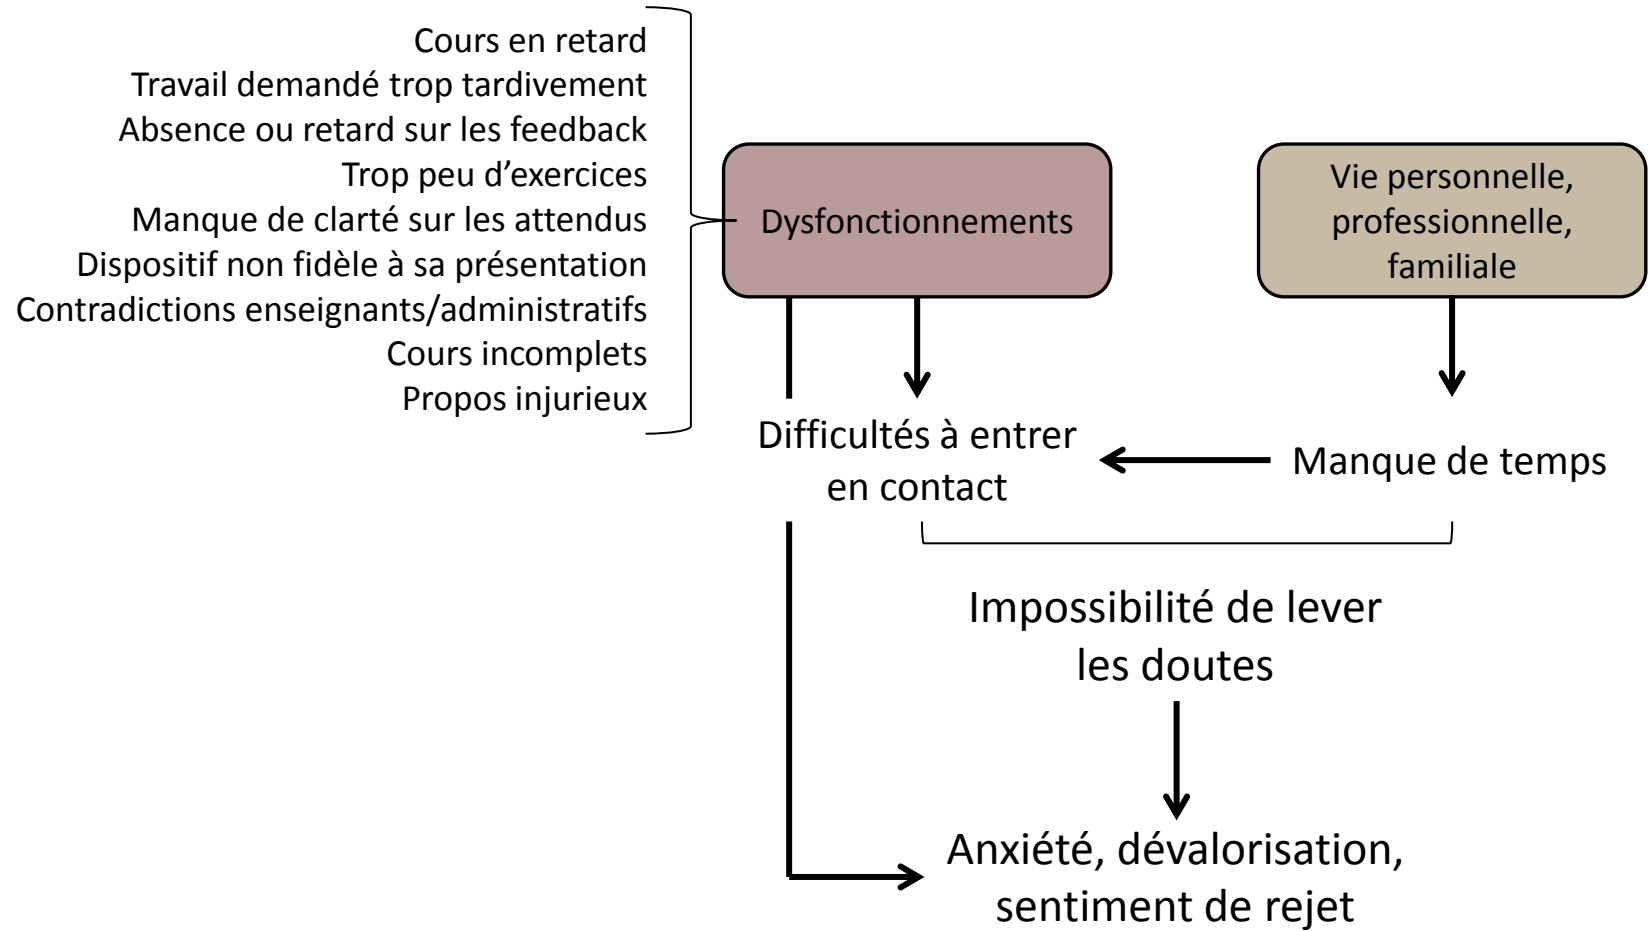 Cours en retard
Travail demandé trop tardivement
Absence ou retard sur les feedback
Trop peu d’exercices
Manque de clarté sur les attendus
Dispositif non fidèle à sa présentation
Contradictions enseignants/administratifs
Cours incomplets
Propos injurieux
Dysfonctionnements
Vie personnelle,
professionnelle,
familiale
Difficultés à entrer
en contact
Manque de temps
Impossibilité de lever
les doutes
Anxiété, dévalorisation,
sentiment de rejet